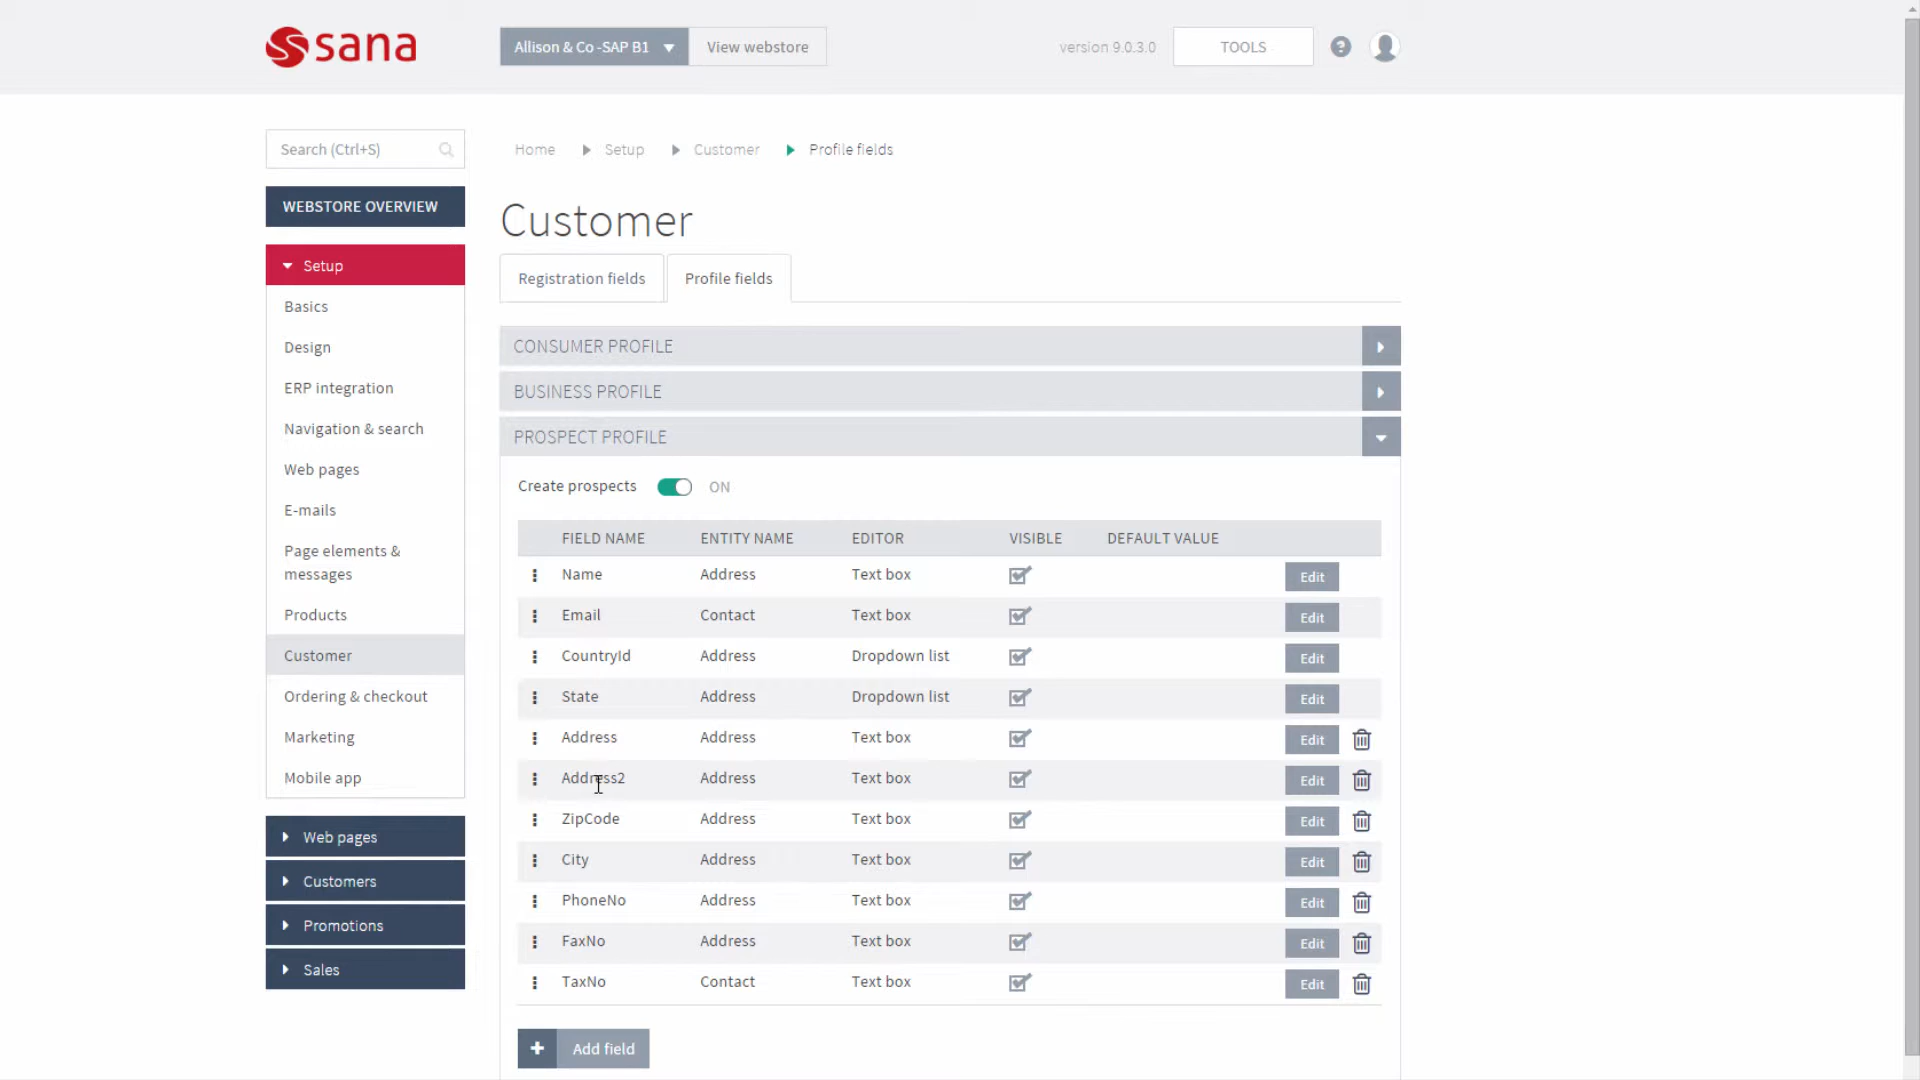 sana
Allison & Co -SAP B1
View webstore
version 9.0.3.0
TOOLS
?
Search (Ctrl+S)
Home
Setup
Customer
Profile fields
WEBSTORE OVERVIEW
Setup
Basics
Design
ERP integration
Navigation & search
Web pages
E-mails
Page elements &
messages
Products
Customer
Ordering & checkout
Marketing
Mobile app
Web pages
Customers
Promotions
Sales
Customer
Registration fields
Profile fields
CONSUMER PROFILE
BUSINESS PROFILE
PROSPECT PROFILE
Create prospects ON
FIELD NAME ENTITY NAME EDITOR VISIBLE DEFAULT VALUE
Name Address Text box Edit
Email Contact Text box Edit
CountryId Address Dropdown list Edit
State Address Dropdown list Edit
Address Address Text box Edit
Address2 Address Text box Edit
ZipCode Address Text box Edit
City Address Text box Edit
PhoneNo Address Text box Edit
FaxNo Address Text box Edit
TaxNo Contact Text box Edit
+ Add field